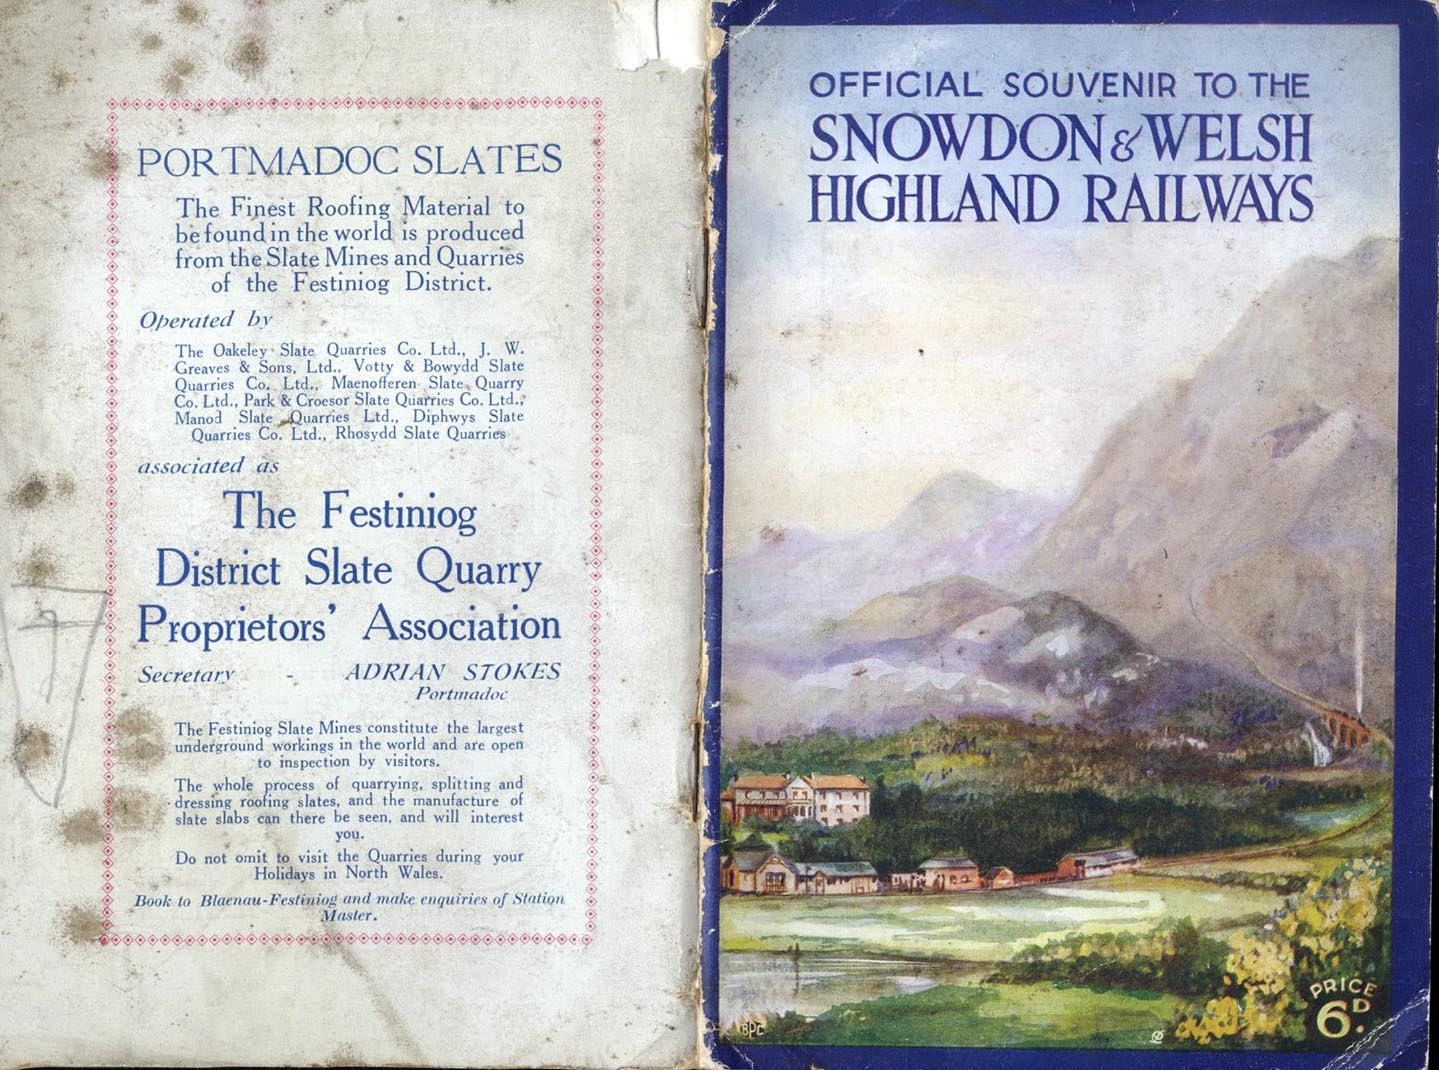 PORTMADOC SLATES
The Finest Roofing Material to
be found in the world is produced
from the Slate Mines and Quarries
of the Festiniog District.
Operated by
The Oakeley Slate Quarries Co. Ltd., J. W.
Greaves & Sons, Ltd., Votty & Bowydd Slate
Quarries Co. Ltd., Maenofferen Slate Quarry
Co. Ltd., Park & Croesor Slate Quarries Co. Ltd.,
Manod Slate Quarries Ltd., Diphwys Slate
Quarries Co. Ltd., Rhosydd Slate Quarries
associated as
The Festiniog
District Slate Quarry
Proprietors' Association
Secretary - ADRIAN STOKES
Portmadoc
The Festiniog Slate Mines constitute the largest
underground workings in the world and are open
to inspection by visitors.
The whole process of quarrying, splitting and
dressing roofing slates, and the manufacture of
slate slabs can there be seen, and will interest
you.
Do not omit to visit the Quarries during your
Holidays in North Wales.
Book to Blaenau-Festiniog and make enquiries of Station
Master.
OFFICIAL SOUVENIR TO THE
SNOWDON & WELSH
HIGHLAND RAILWAYS
PRICE
6D.
BPC